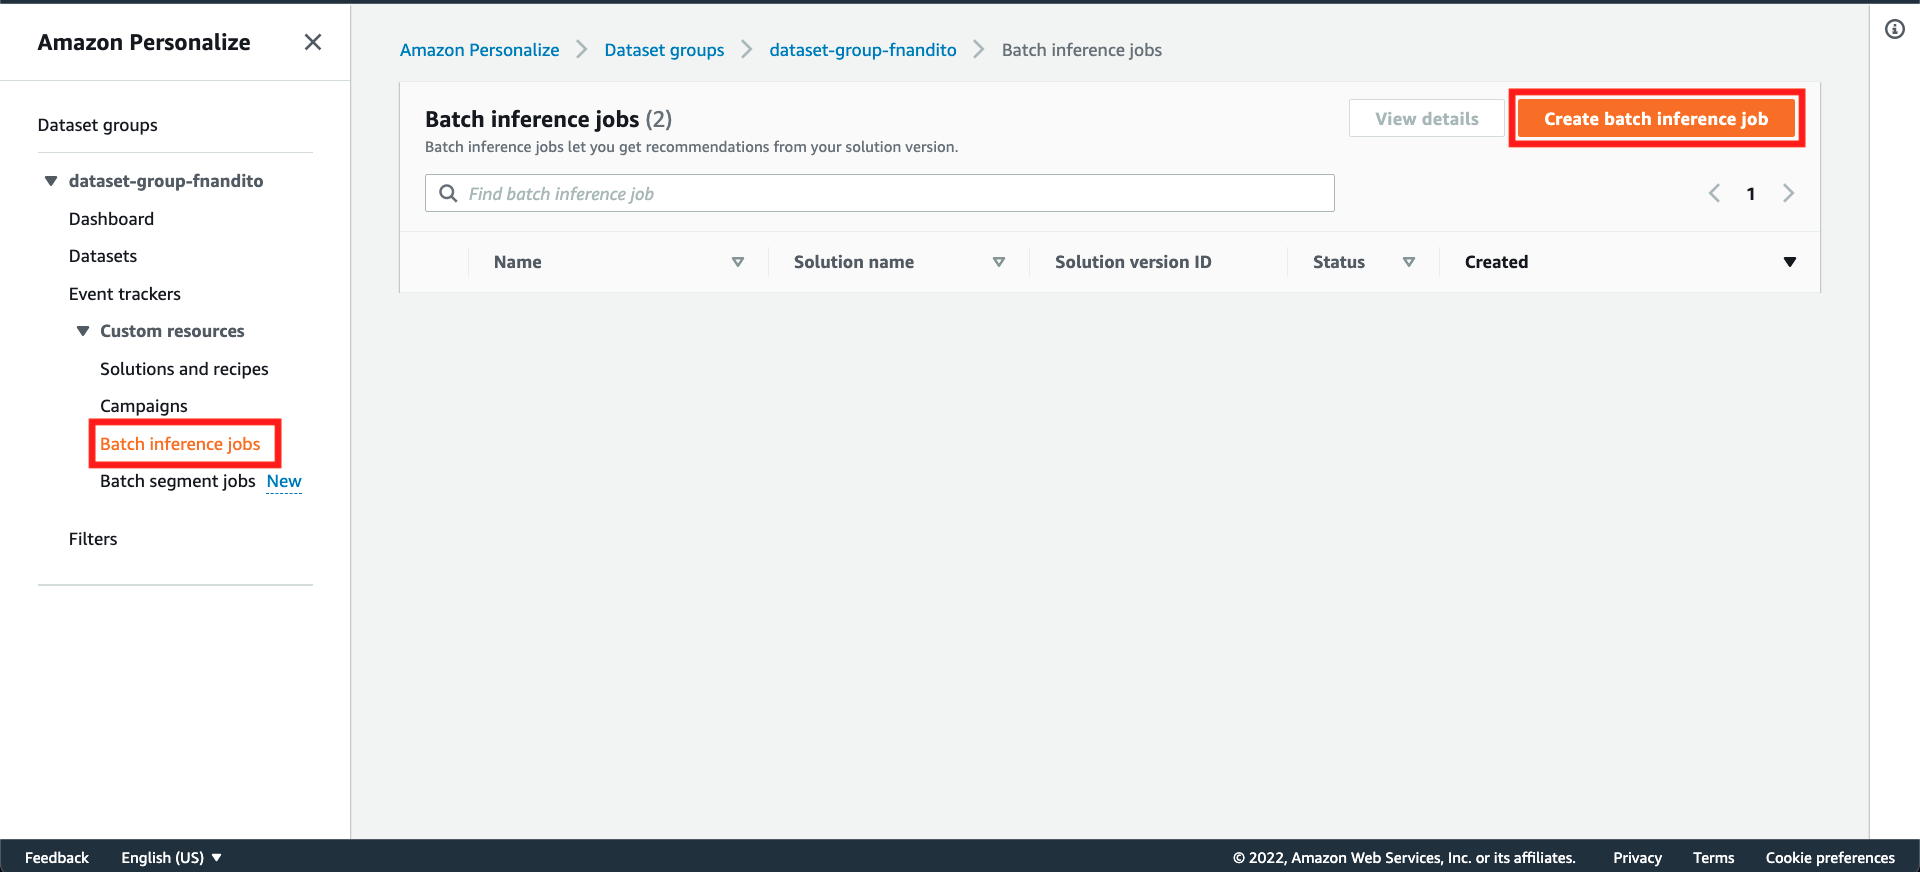 Amazon Personalize
Dataset groups
dataset-group-fnandito
Dashboard
Datasets
Event trackers
Custom resources
Solutions and recipes
Campaigns
Batch inference jobs
Batch segment jobs New
Filters
Amazon Personalize Dataset groups dataset-group-fnandito Batch inference jobs
Batch inference jobs (2)
View details
Create batch inference job
Batch inference jobs let you get recommendations from your solution version.
Find batch inference job
1
Name Solution name Solution version ID Status Created
Feedback English (US) © 2022, Amazon Web Services, Inc. or its affiliates. Privacy Terms Cookie preferences